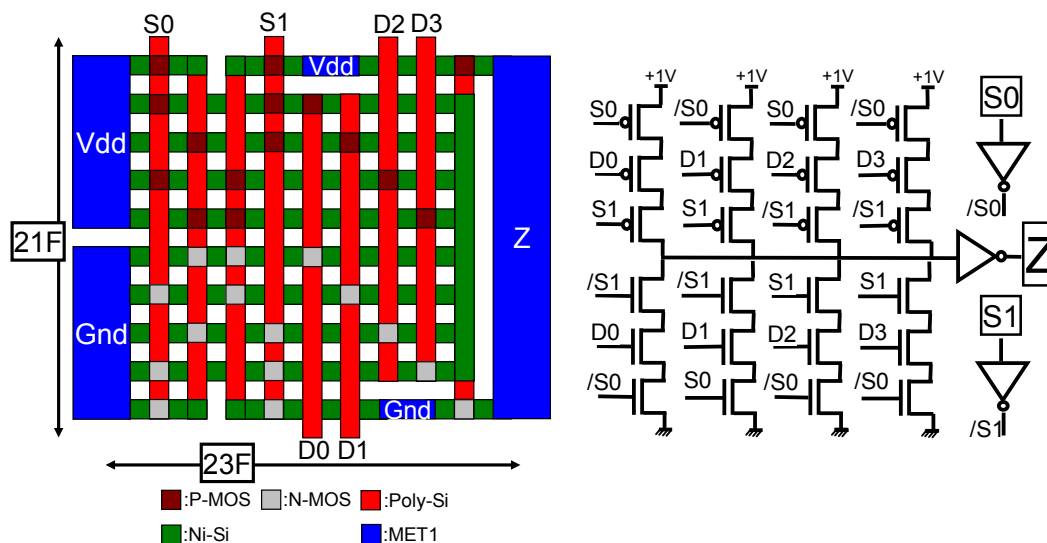 S0 S1 D2 D3
Vdd
Vdd
Z
21F
Gnd
Gnd
D0 D1
23F
:P-MOS :N-MOS :Poly-Si
:Ni-Si :MET1
+1V +1V +1V +1V
S0 /S0 S0 /S0
D0 D1 D2 D3
S1 S1 /S1 /S1
/S1 /S1 S1 S1
D0 D1 D2 D3
/S0 S0 /S0 /S0
S0
/S0
Z
S1
/S1